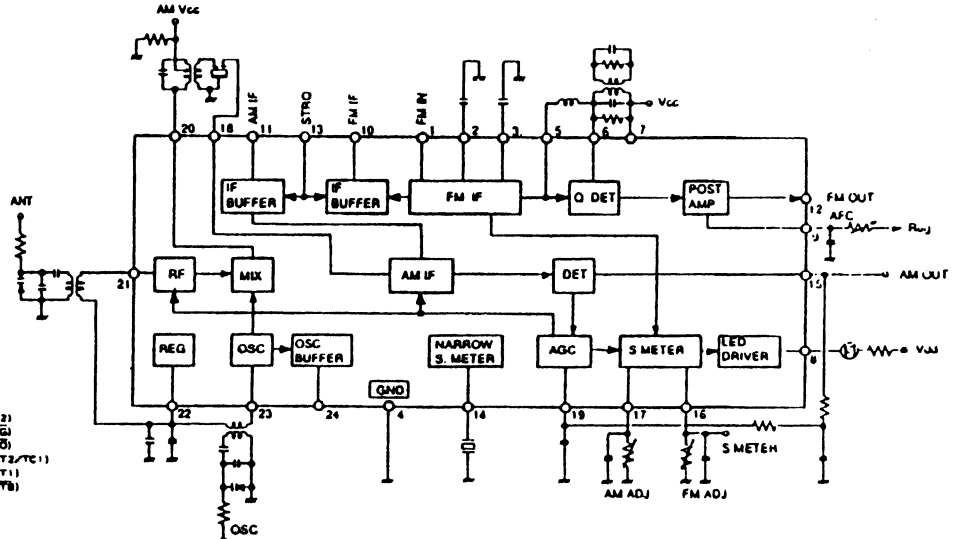 AM Vcc
20
18
AM IF
11
STRQ
13
FM IF
10
FM IN
1
2
3
5
6
7
Vcc
ANT
IF
BUFFER
IF
BUFFER
FM IF
Q DET
POST
AMP
FM OUT
12
AFC
9
21
RF
MIX
AM IF
DET
AM OUT
15
REG
OSC
OSC
BUFFER
NARROW
S. METER
AGC
S METER
LED
DRIVER
8
GND
22
23
24
4
14
19
17
16
S METER
AM ADJ
FM ADJ
OSC